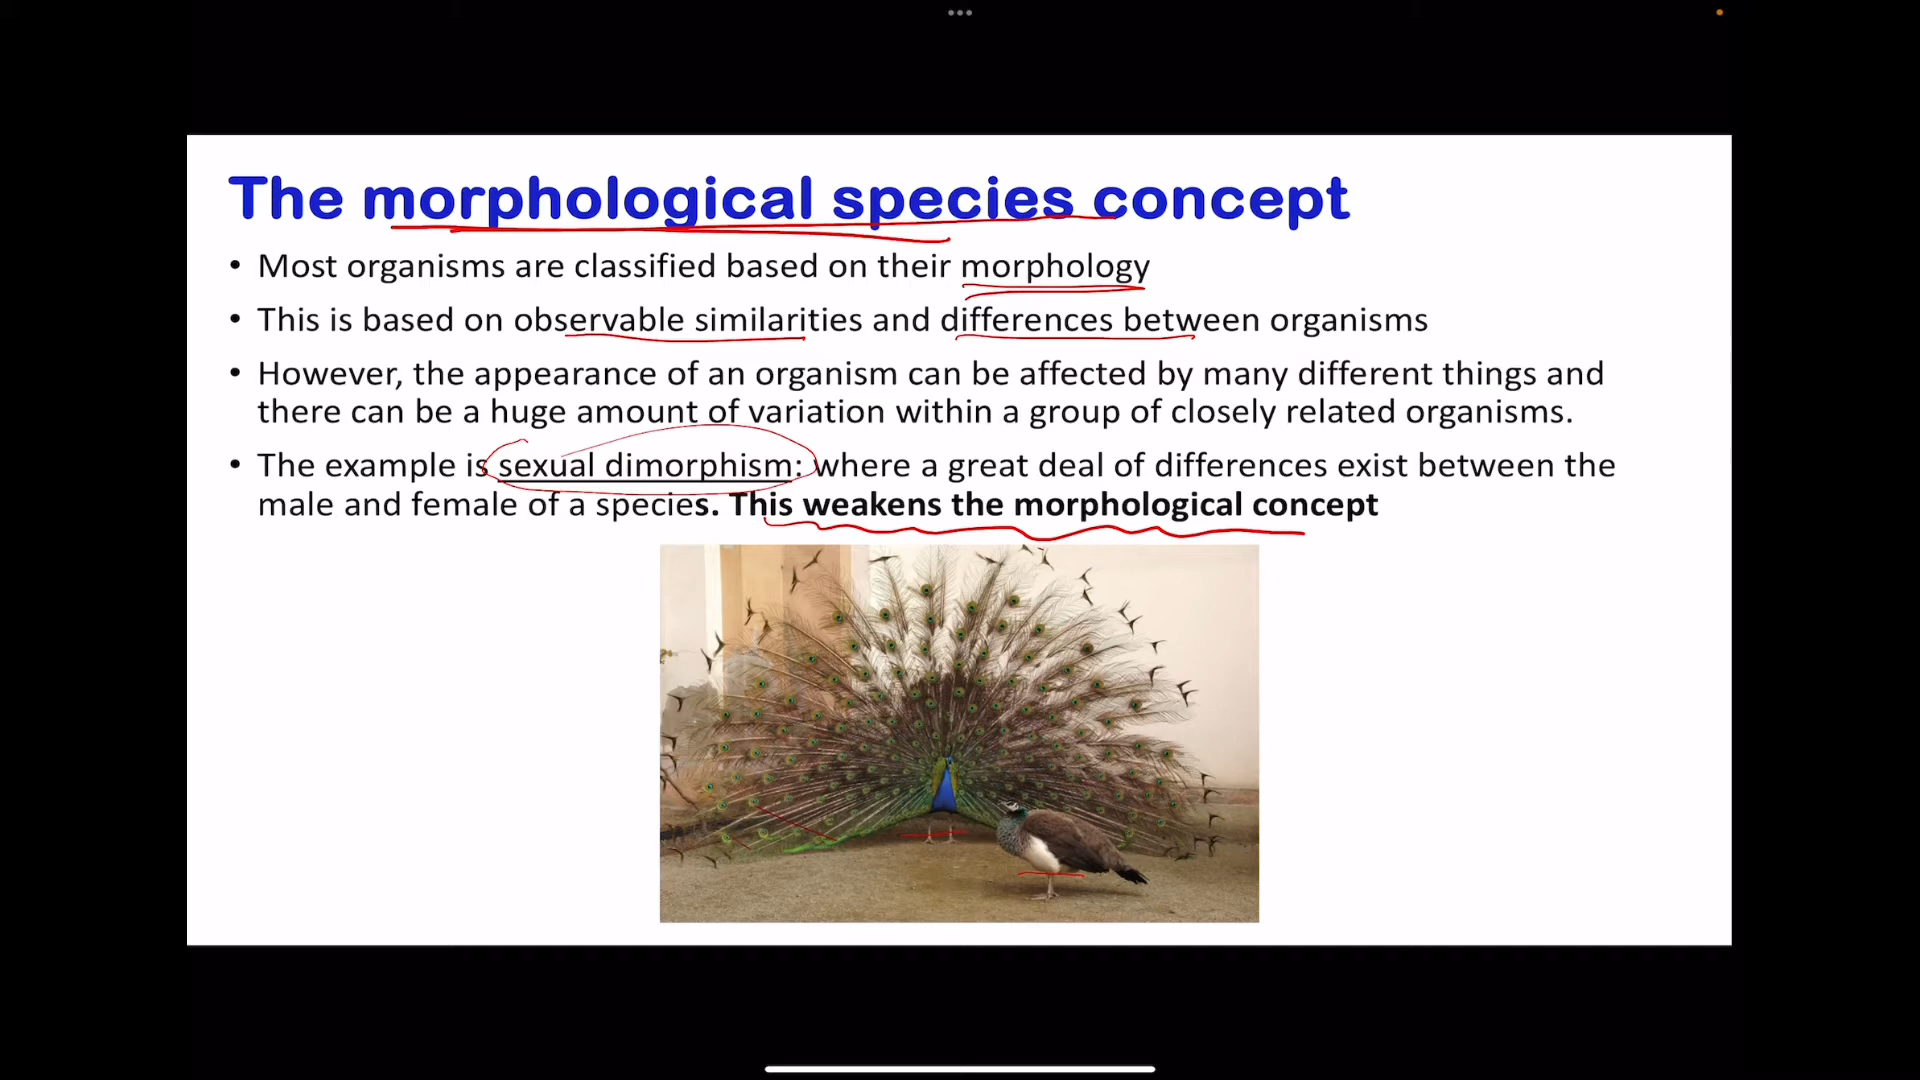 The morphological species concept
• Most organisms are classified based on their morphology
• This is based on observable similarities and differences between organisms
• However, the appearance of an organism can be affected by many different things and
there can be a huge amount of variation within a group of closely related organisms.
• The example is sexual dimorphism: where a great deal of differences exist between the
male and female of a species. This weakens the morphological concept